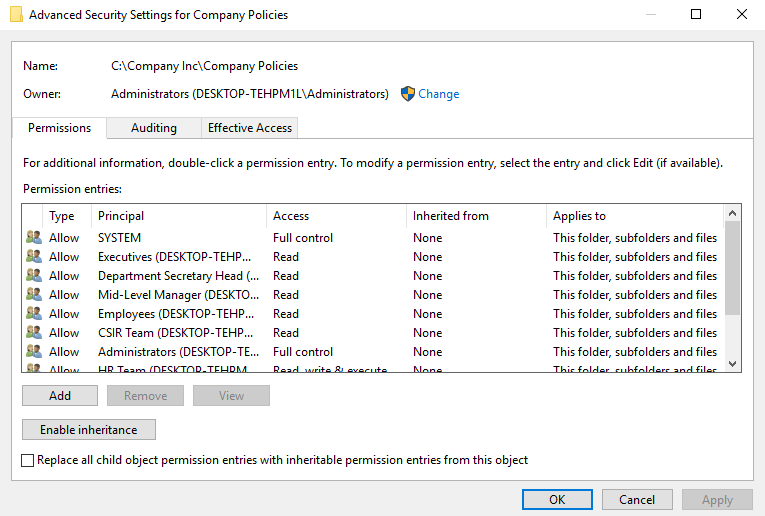 Advanced Security Settings for Company Policies
Name: C:\Company Inc\Company Policies
Owner: Administrators (DESKTOP-TEHPM1L\Administrators) Change
Permissions Auditing Effective Access
For additional information, double-click a permission entry. To modify a permission entry, select the entry and click Edit (if available).
Permission entries:
Type Principal Access Inherited from Applies to
Allow SYSTEM Full control None This folder, subfolders and files
Allow Executives (DESKTOP-TEHP... Read None This folder, subfolders and files
Allow Department Secretary Head (... Read None This folder, subfolders and files
Allow Mid-Level Manager (DESKTO... Read None This folder, subfolders and files
Allow Employees (DESKTOP-TEHP... Read None This folder, subfolders and files
Allow CSIR Team (DESKTOP-TEHP... Read None This folder, subfolders and files
Allow Administrators (DESKTOP-TE... Full control None This folder, subfolders and files
Allow HR Team (DESKTOP-TEHPM... Read, write & execute None This folder, subfolders and files
Add Remove View
Enable inheritance
Replace all child object permission entries with inheritable permission entries from this object
OK Cancel Apply